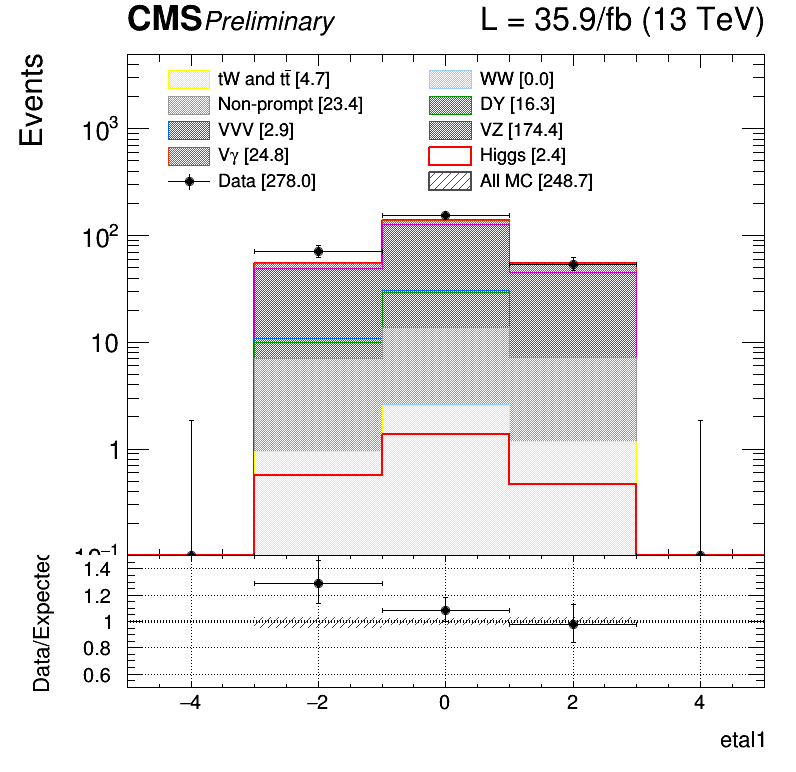 CMS Preliminary L = 35.9/fb (13 TeV)
Events
tW and tt̄ [4.7] WW [0.0]
Non-prompt [23.4] DY [16.3]
VVV [2.9] VZ [174.4]
Vγ [24.8] Higgs [2.4]
Data [278.0] All MC [248.7]
10³
10²
10
1
Data/Expected
1.4
1.2
1
0.8
0.6
−4 −2 0 2 4
etal1